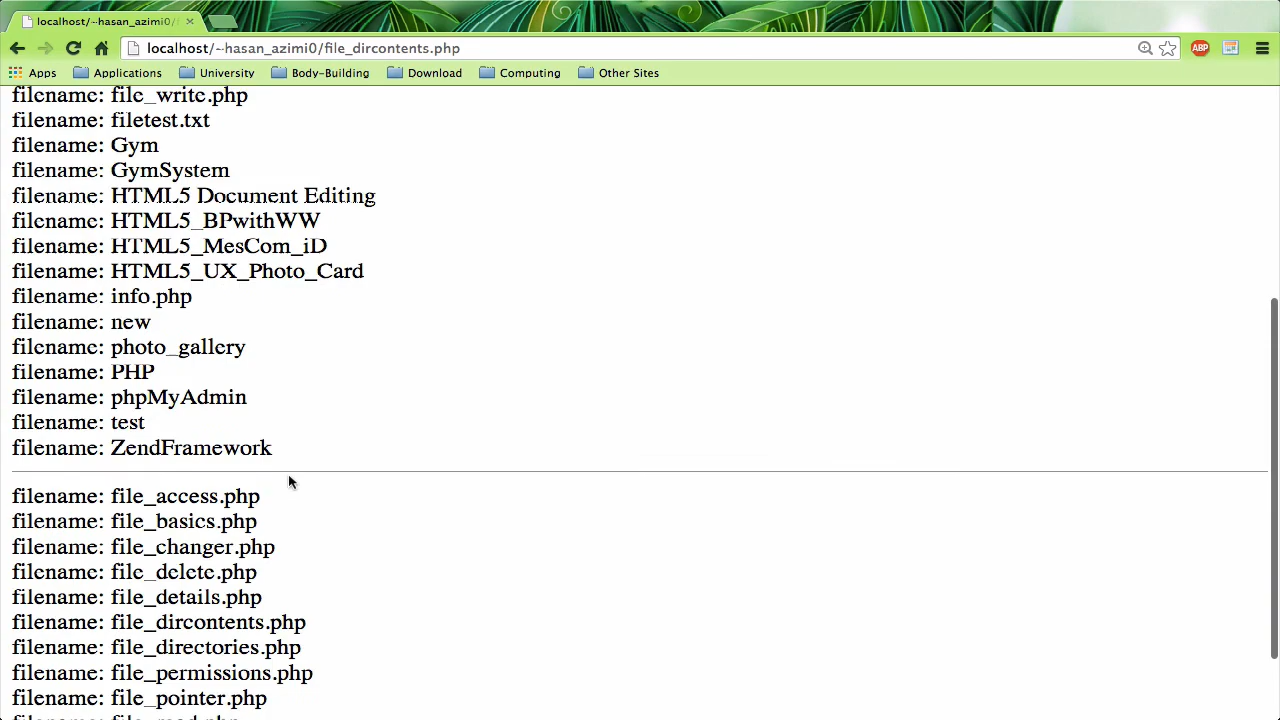 localhost/~hasan_azimi0/f
localhost/~hasan_azimi0/file_dircontents.php
ABP
Apps Applications University Body-Building Download Computing Other Sites
filename: file_write.php
filename: filetest.txt
filename: Gym
filename: GymSystem
filename: HTML5 Document Editing
filename: HTML5_BPwithWW
filename: HTML5_MesCom_iD
filename: HTML5_UX_Photo_Card
filename: info.php
filename: new
filename: photo_gallery
filename: PHP
filename: phpMyAdmin
filename: test
filename: ZendFramework
filename: file_access.php
filename: file_basics.php
filename: file_changer.php
filename: file_delete.php
filename: file_details.php
filename: file_dircontents.php
filename: file_directories.php
filename: file_permissions.php
filename: file_pointer.php